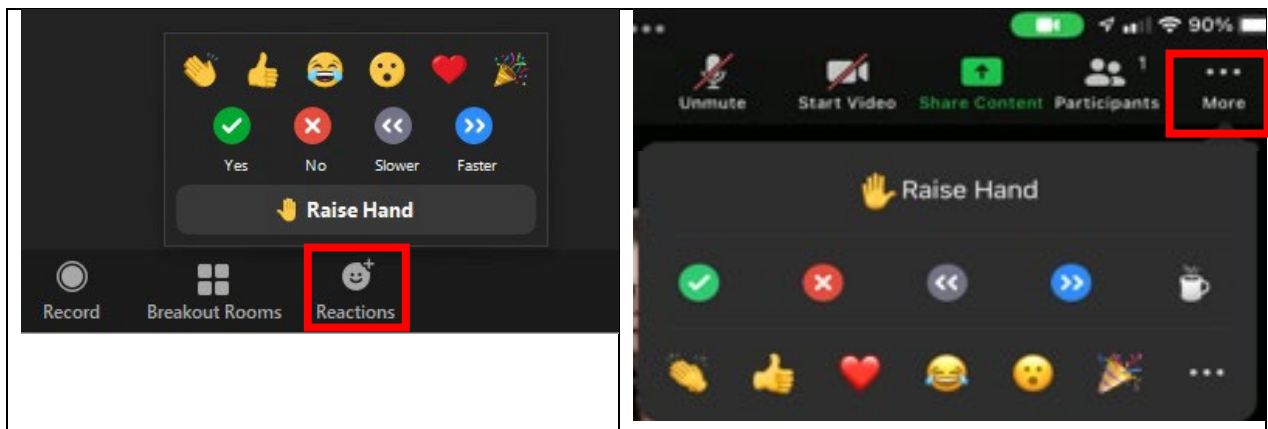 Yes No Slower Faster
Raise Hand
Record Breakout Rooms Reactions
90%
1
Unmute Start Video Share Content Participants More
Raise Hand